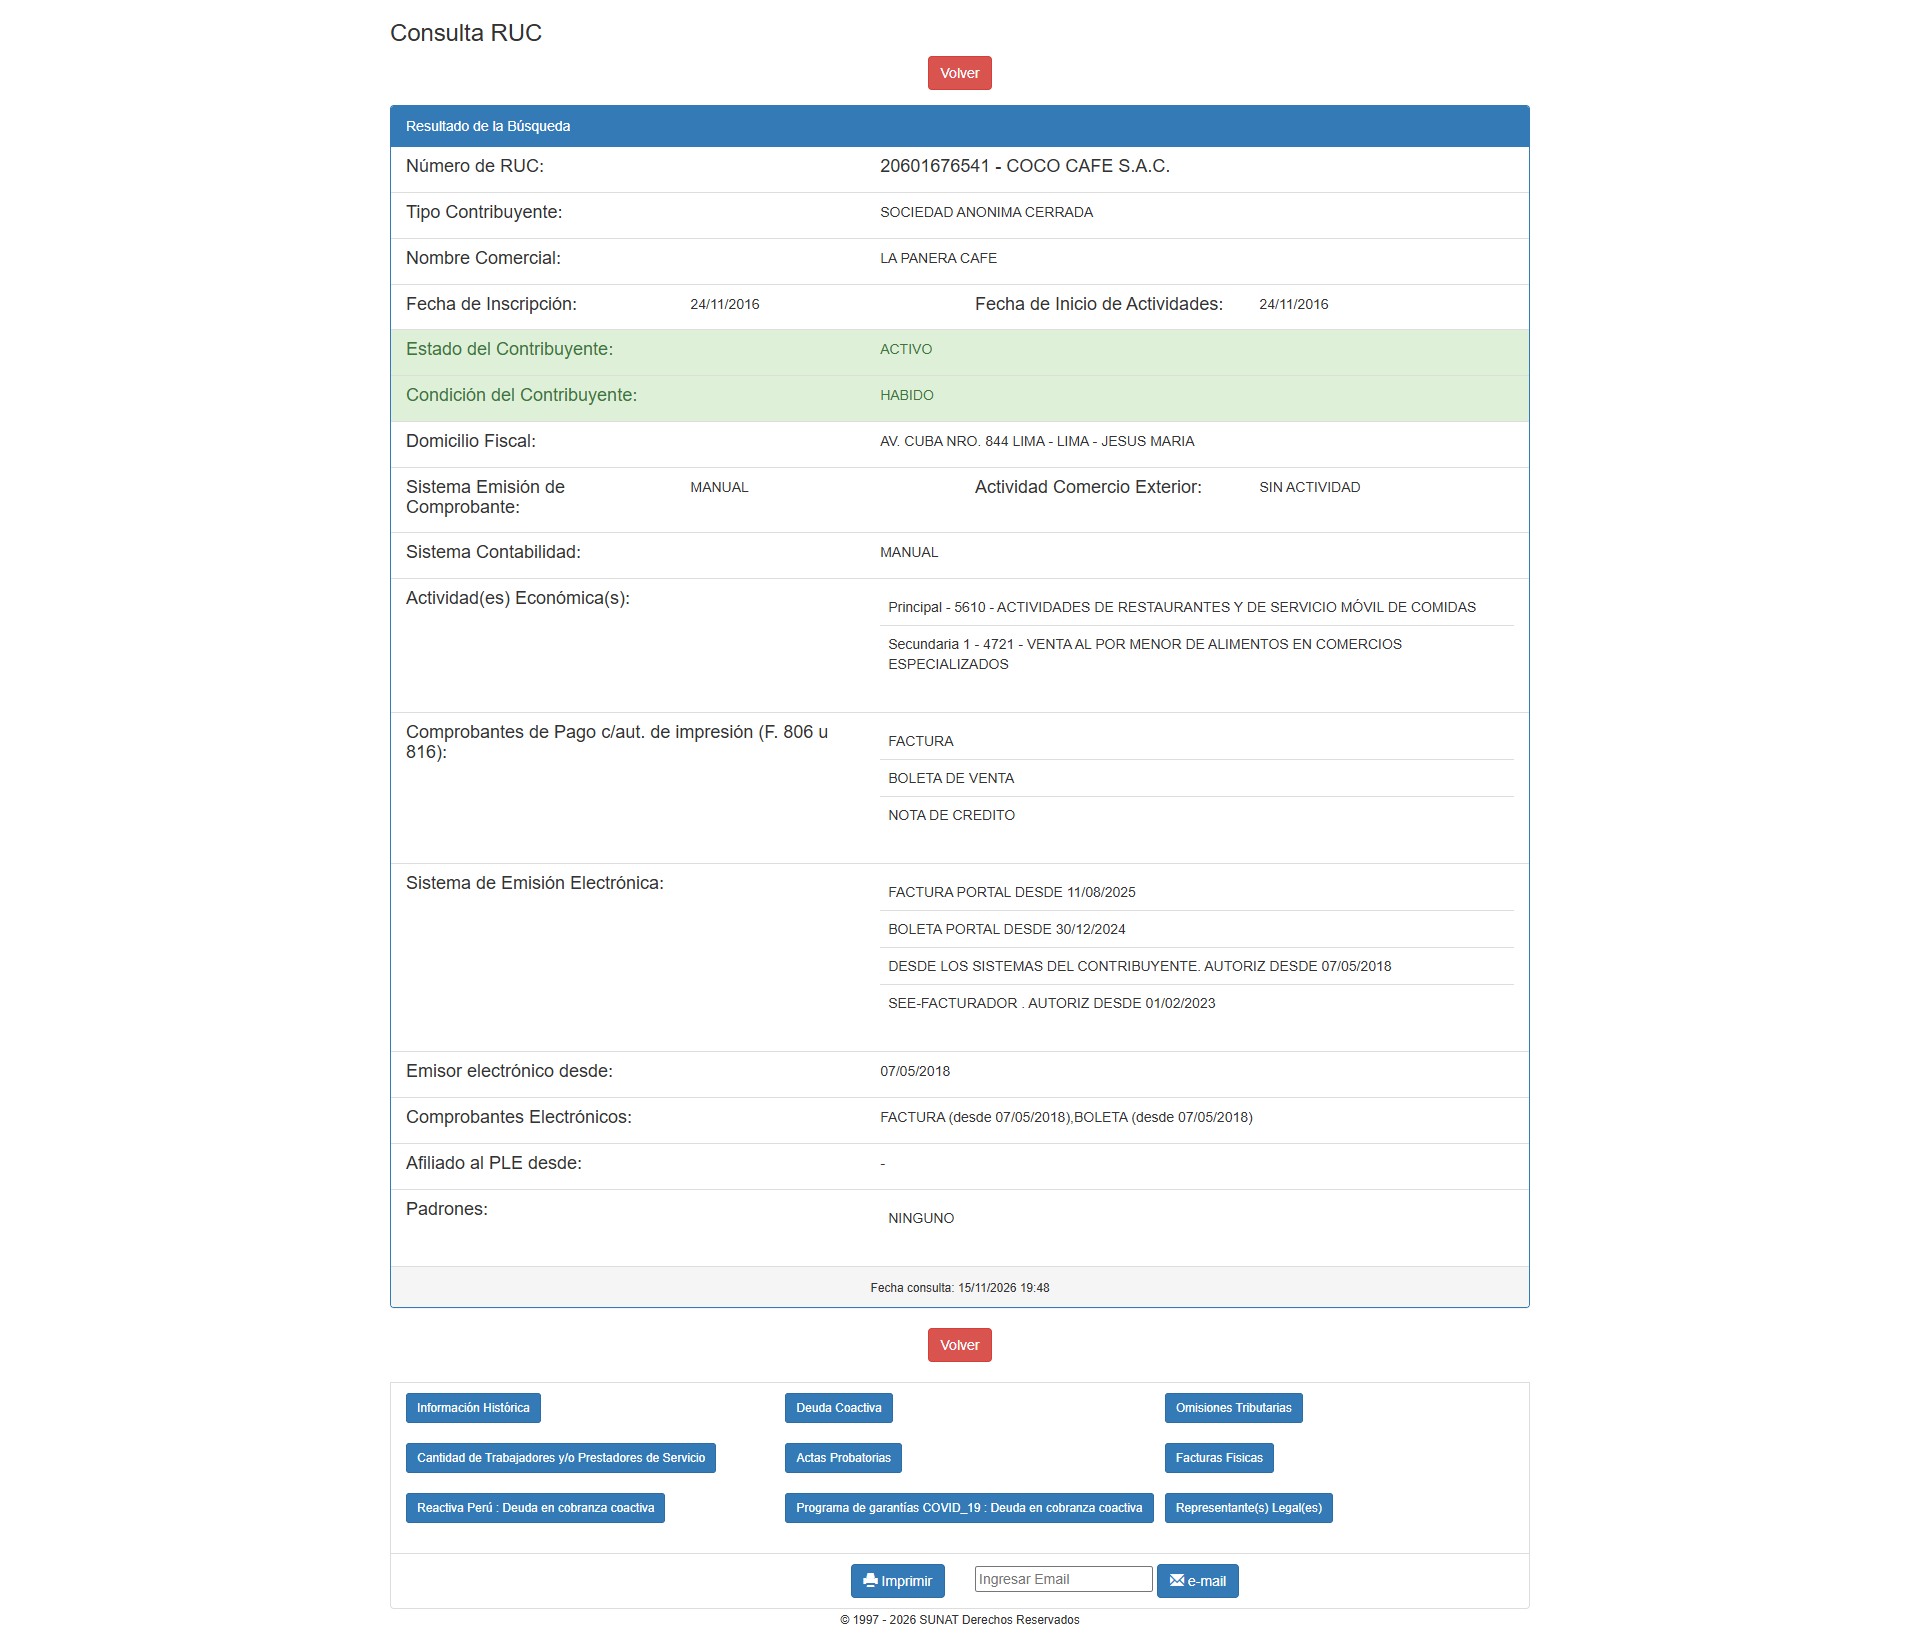 Consulta RUC
Volver
Resultado de la Búsqueda
Número de RUC: 20601676541 - COCO CAFE S.A.C.
Tipo Contribuyente: SOCIEDAD ANONIMA CERRADA
Nombre Comercial: LA PANERA CAFE
Fecha de Inscripción: 24/11/2016 Fecha de Inicio de Actividades: 24/11/2016
Estado del Contribuyente: ACTIVO
Condición del Contribuyente: HABIDO
Domicilio Fiscal: AV. CUBA NRO. 844 LIMA - LIMA - JESUS MARIA
Sistema Emisión de MANUAL Actividad Comercio Exterior: SIN ACTIVIDAD
Comprobante:
Sistema Contabilidad: MANUAL
Actividad(es) Económica(s):
Principal - 5610 - ACTIVIDADES DE RESTAURANTES Y DE SERVICIO MÓVIL DE COMIDAS
Secundaria 1 - 4721 - VENTA AL POR MENOR DE ALIMENTOS EN COMERCIOS
ESPECIALIZADOS
Comprobantes de Pago c/aut. de impresión (F. 806 u
816):
FACTURA
BOLETA DE VENTA
NOTA DE CREDITO
Sistema de Emisión Electrónica:
FACTURA PORTAL DESDE 11/08/2025
BOLETA PORTAL DESDE 30/12/2024
DESDE LOS SISTEMAS DEL CONTRIBUYENTE. AUTORIZ DESDE 07/05/2018
SEE-FACTURADOR . AUTORIZ DESDE 01/02/2023
Emisor electrónico desde: 07/05/2018
Comprobantes Electrónicos: FACTURA (desde 07/05/2018),BOLETA (desde 07/05/2018)
Afiliado al PLE desde: -
Padrones:
NINGUNO
Fecha consulta: 15/11/2026 19:48
Volver
Información Histórica Deuda Coactiva Omisiones Tributarias
Cantidad de Trabajadores y/o Prestadores de Servicio Actas Probatorias Facturas Fisicas
Reactiva Perú : Deuda en cobranza coactiva Programa de garantías COVID_19 : Deuda en cobranza coactiva Representante(s) Legal(es)
Imprimir Ingresar Email e-mail
© 1997 - 2026 SUNAT Derechos Reservados